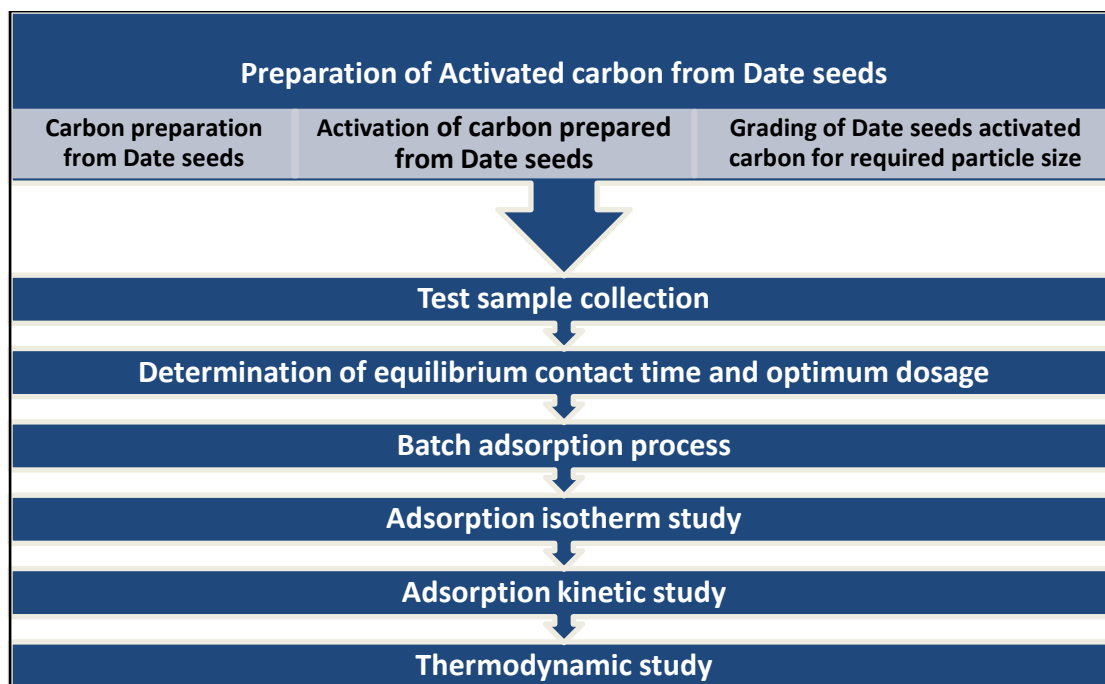 Preparation of Activated carbon from Date seeds
Carbon preparation
from Date seeds
Activation of carbon prepared
from Date seeds
Grading of Date seeds activated
carbon for required particle size
Test sample collection
Determination of equilibrium contact time and optimum dosage
Batch adsorption process
Adsorption isotherm study
Adsorption kinetic study
Thermodynamic study